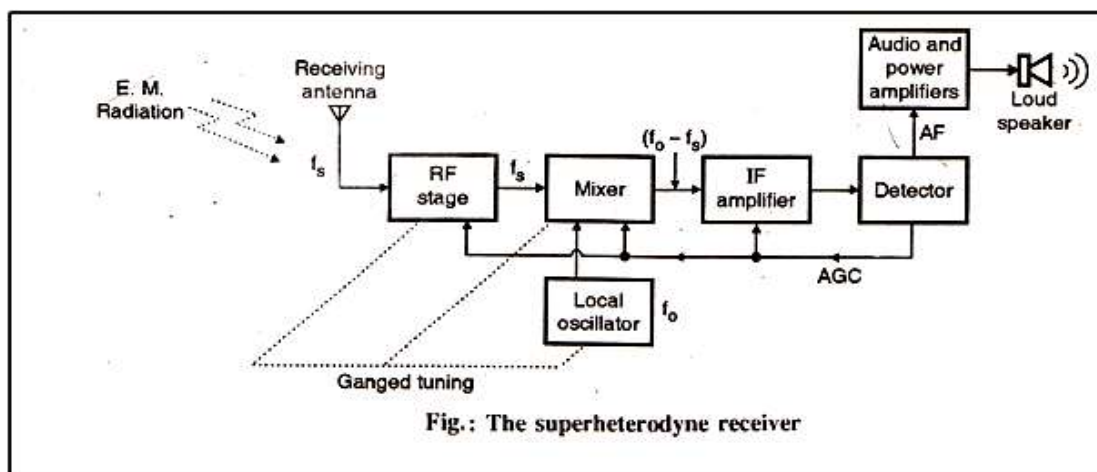 E. M.
Radiation
Receiving
antenna
fs
RF
stage
fs
Mixer
(fo – fs)
IF
amplifier
Detector
AF
Audio and
power
amplifiers
Loud
speaker
AGC
Local
oscillator
fo
Ganged tuning
Fig.: The superheterodyne receiver